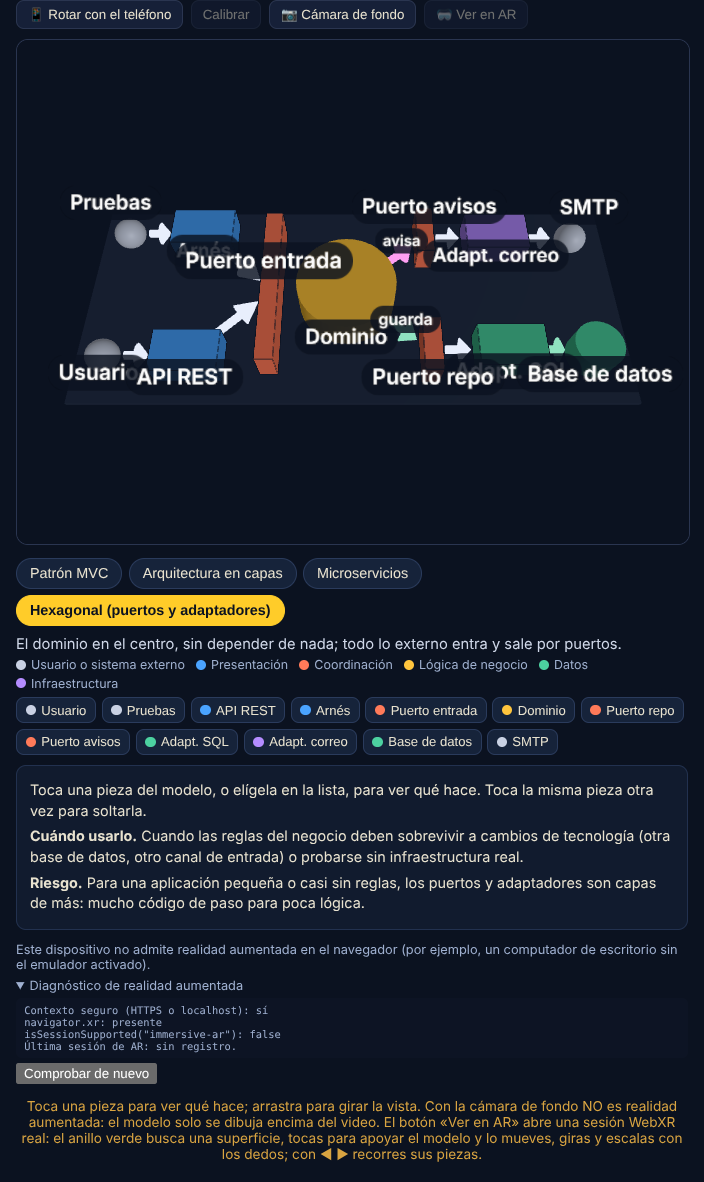 Rotar con el teléfono Calibrar Cámara de fondo Ver en AR
Pruebas
Puerto avisos
SMTP
Arnés
Puerto entrada
avisa
Adapt. correo
Dominio
guarda
Usuario
API REST
Puerto repo
Base de datos
Patrón MVC Arquitectura en capas Microservicios
Hexagonal (puertos y adaptadores)
El dominio en el centro, sin depender de nada; todo lo externo entra y sale por puertos.
Usuario o sistema externo Presentación Coordinación Lógica de negocio Datos
Infraestructura
Usuario Pruebas API REST Arnés Puerto entrada Dominio Puerto repo
Puerto avisos Adapt. SQL Adapt. correo Base de datos SMTP
Toca una pieza del modelo, o elígela en la lista, para ver qué hace. Toca la misma pieza otra
vez para soltarla.
Cuándo usarlo. Cuando las reglas del negocio deben sobrevivir a cambios de tecnología (otra
base de datos, otro canal de entrada) o probarse sin infraestructura real.
Riesgo. Para una aplicación pequeña o casi sin reglas, los puertos y adaptadores son capas
de más: mucho código de paso para poca lógica.
Este dispositivo no admite realidad aumentada en el navegador (por ejemplo, un computador de escritorio sin
el emulador activado).
▼ Diagnóstico de realidad aumentada
Contexto seguro (HTTPS o localhost): sí
navigator.xr: presente
isSessionSupported("immersive-ar"): false
Última sesión de AR: sin registro.
Comprobar de nuevo
Toca una pieza para ver qué hace; arrastra para girar la vista. Con la cámara de fondo NO es realidad
aumentada: el modelo solo se dibuja encima del video. El botón «Ver en AR» abre una sesión WebXR
real: el anillo verde busca una superficie, tocas para apoyar el modelo y lo mueves, giras y escalas con
los dedos; con ◀ ▶ recorres sus piezas.